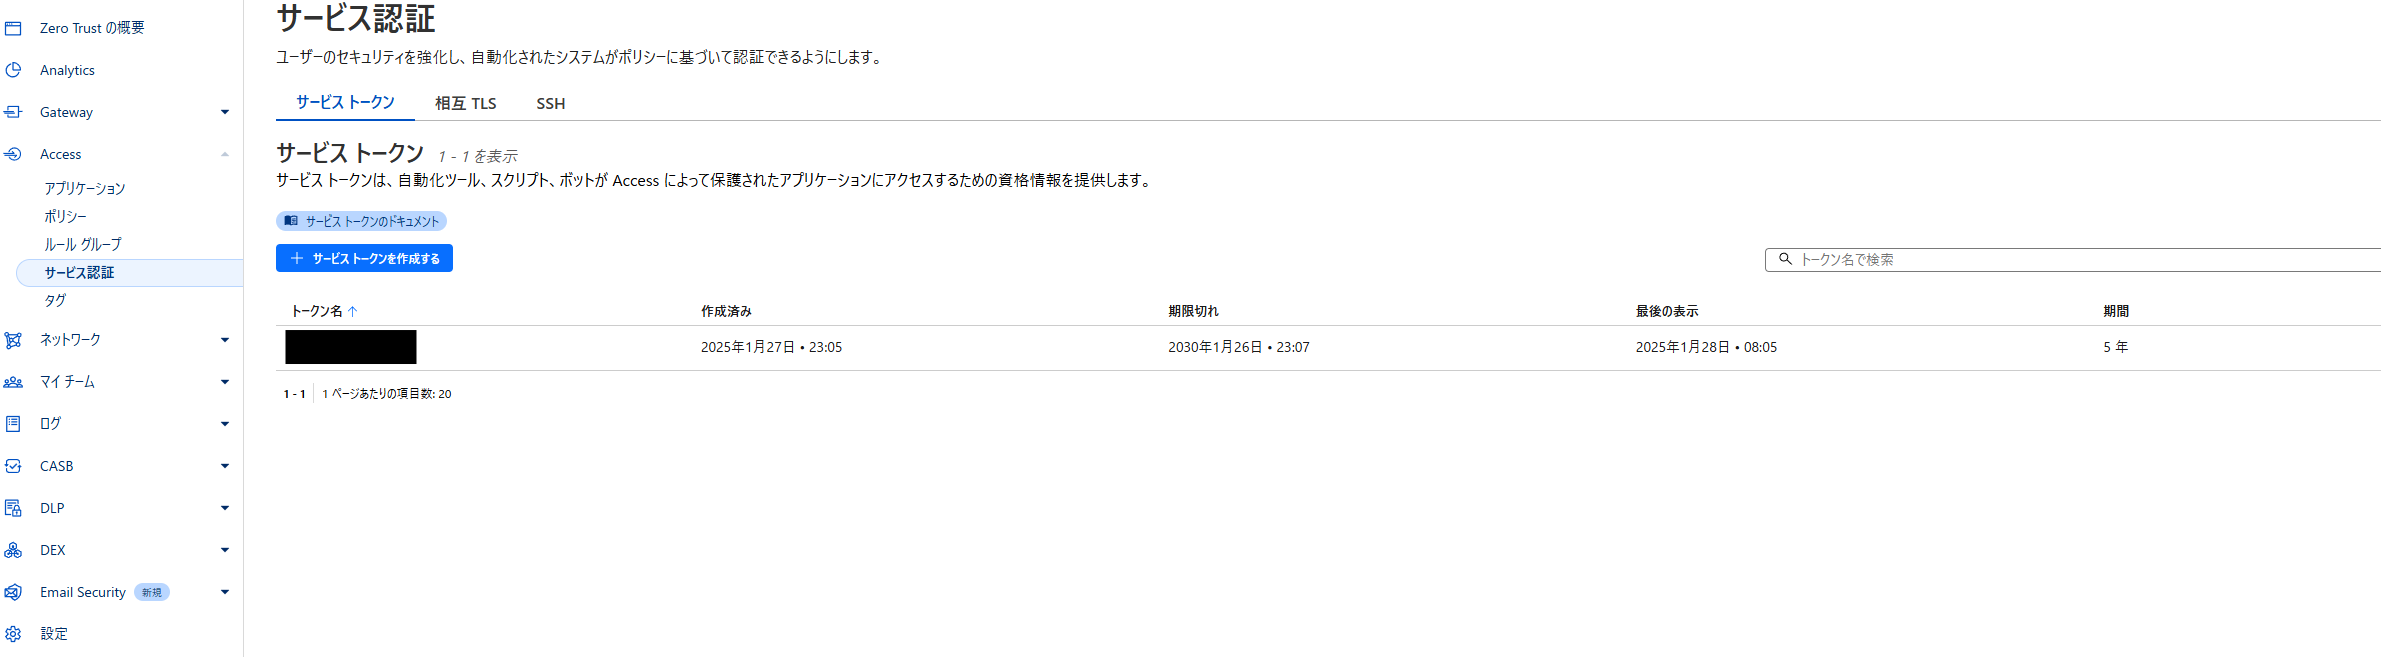 Zero Trust の概要
Analytics
Gateway
Access
アプリケーション
ポリシー
ルール グループ
サービス認証
タグ
ネットワーク
マイ チーム
ログ
CASB
DLP
DEX
Email Security 新規
設定
サービス認証
ユーザーのセキュリティを強化し、自動化されたシステムがポリシーに基づいて認証できるようにします。
サービス トークン 相互 TLS SSH
サービス トークン 1 - 1 を表示
サービス トークンは、自動化ツール、スクリプト、ボットが Access によって保護されたアプリケーションにアクセスするための資格情報を提供します。
サービス トークンのドキュメント
+ サービス トークンを作成する
トークン名で検索
トークン名 ↑ 作成済み 期限切れ 最後の表示 期間
2025年1月27日 • 23:05 2030年1月26日 • 23:07 2025年1月28日 • 08:05 5 年
1 - 1 1 ページあたりの項目数: 20